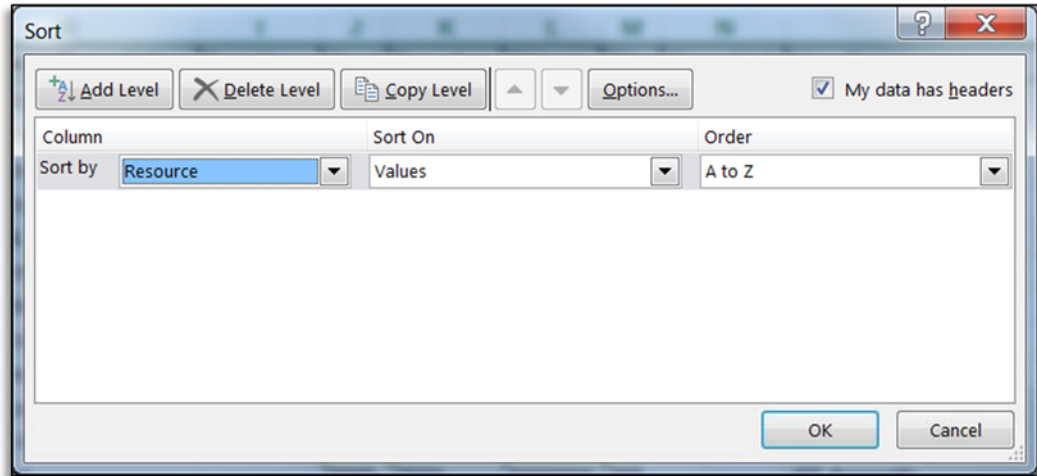 Sort
Add Level Delete Level Copy Level Options... My data has headers
Column Sort On Order
Sort by Resource Values A to Z
OK Cancel